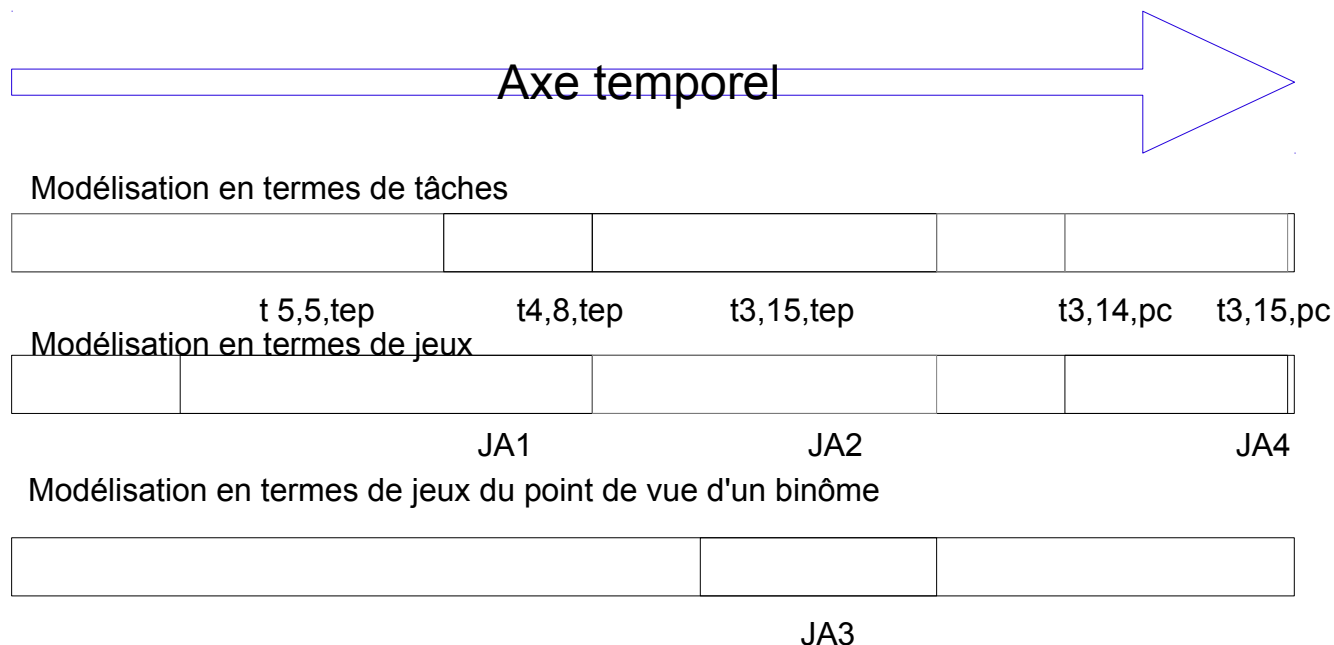 Axe temporel
Modélisation en termes de tâches
t 5,5,tep t4,8,tep t3,15,tep t3,14,pc t3,15,pc
Modélisation en termes de jeux
JA1 JA2 JA4
Modélisation en termes de jeux du point de vue d'un binôme
JA3